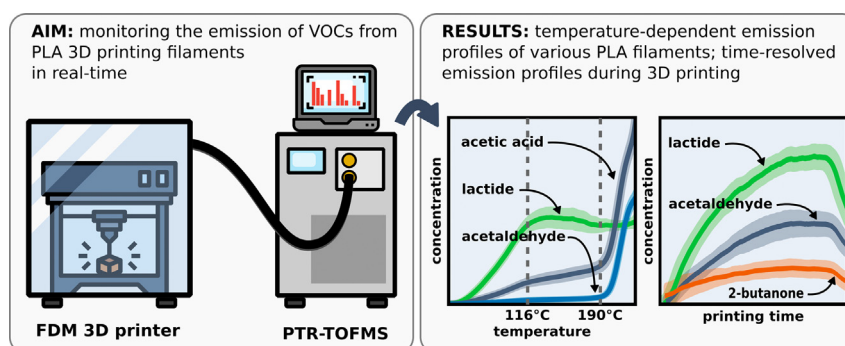 AIM: monitoring the emission of VOCs from
PLA 3D printing filaments
in real-time
FDM 3D printer
PTR-TOFMS
RESULTS: temperature-dependent emission
profiles of various PLA filaments; time-resolved
emission profiles during 3D printing
concentration
acetic acid
lactide
acetaldehyde
116°C 190°C
temperature
concentration
lactide
acetaldehyde
2-butanone
printing time